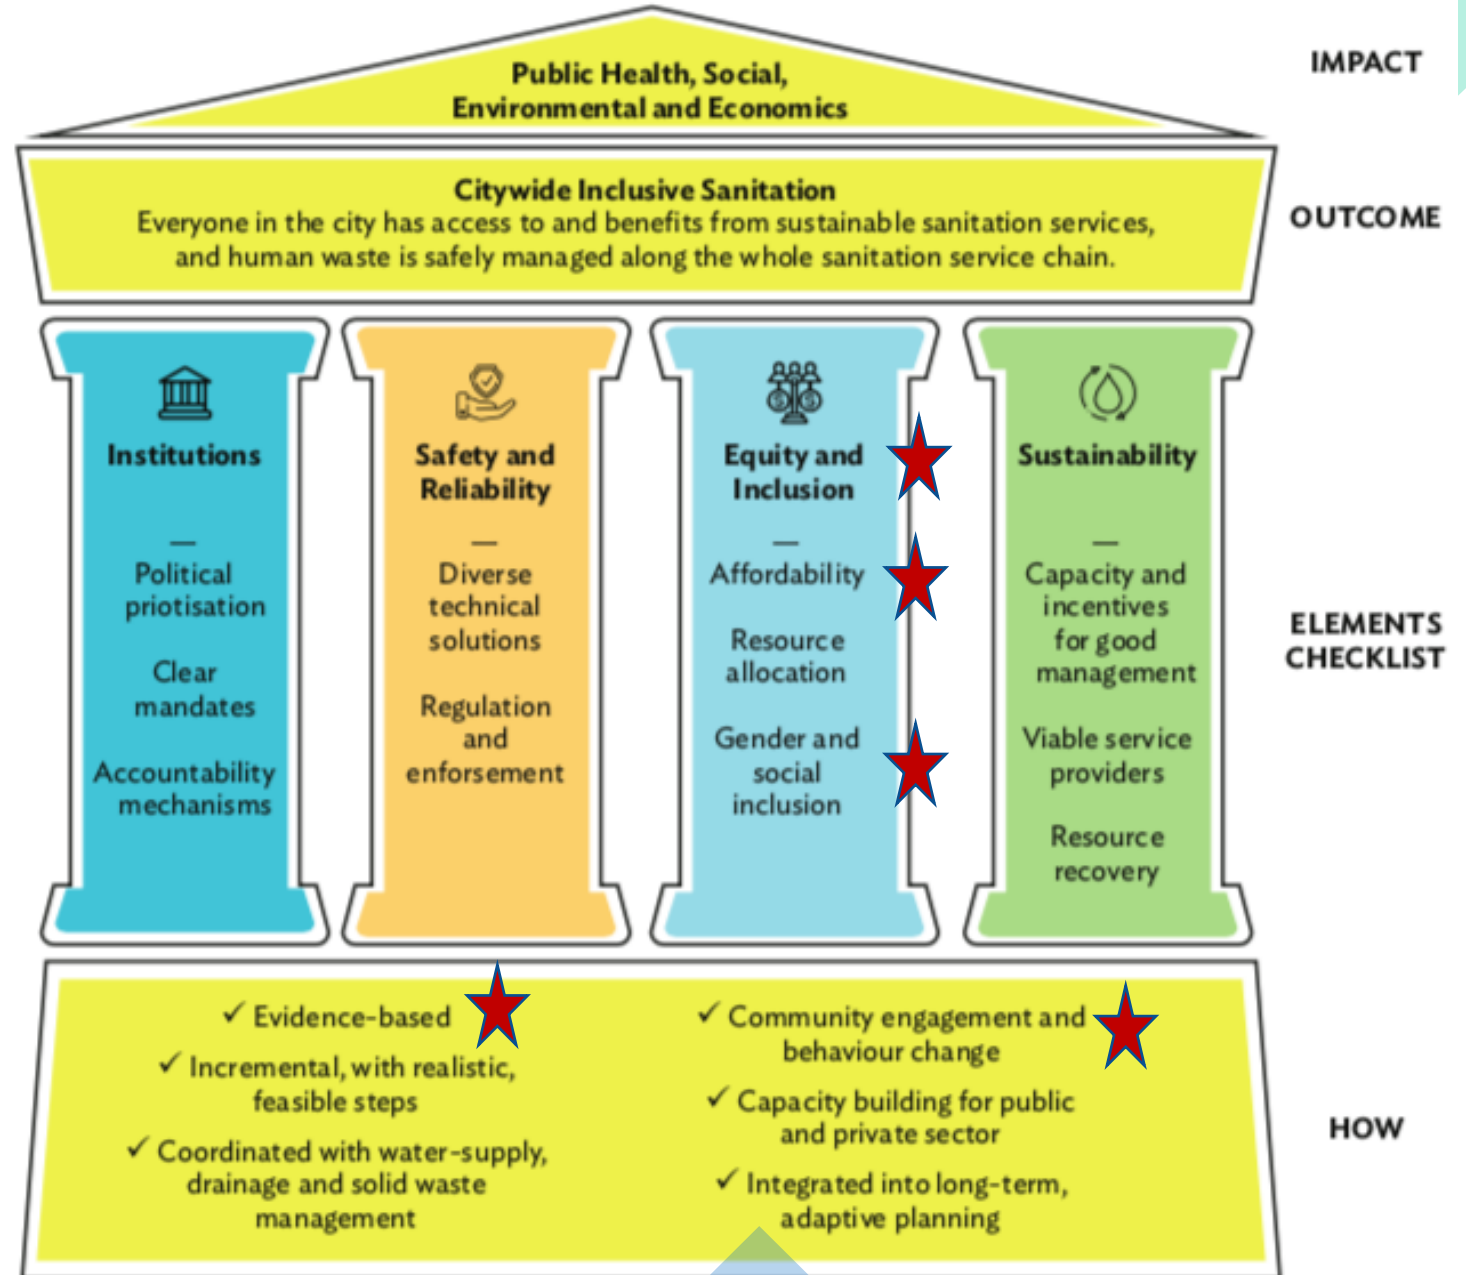 Public Health, Social,
Environmental and Economics
IMPACT
Citywide Inclusive Sanitation
Everyone in the city has access to and benefits from sustainable sanitation services,
and human waste is safely managed along the whole sanitation service chain.
OUTCOME
Institutions
Political
priotisation
Clear
mandates
Accountability
mechanisms
Safety and
Reliability
Diverse
technical
solutions
Regulation
and
enforsement
Equity and
Inclusion
Affordability
Resource
allocation
Gender and
social
inclusion
Sustainability
Capacity and
incentives
for good
management
Viable service
providers
Resource
recovery
ELEMENTS
CHECKLIST
✓ Evidence-based
✓ Incremental, with realistic,
feasible steps
✓ Coordinated with water-supply,
drainage and solid waste
management
✓ Community engagement and
behaviour change
✓ Capacity building for public
and private sector
✓ Integrated into long-term,
adaptive planning
HOW